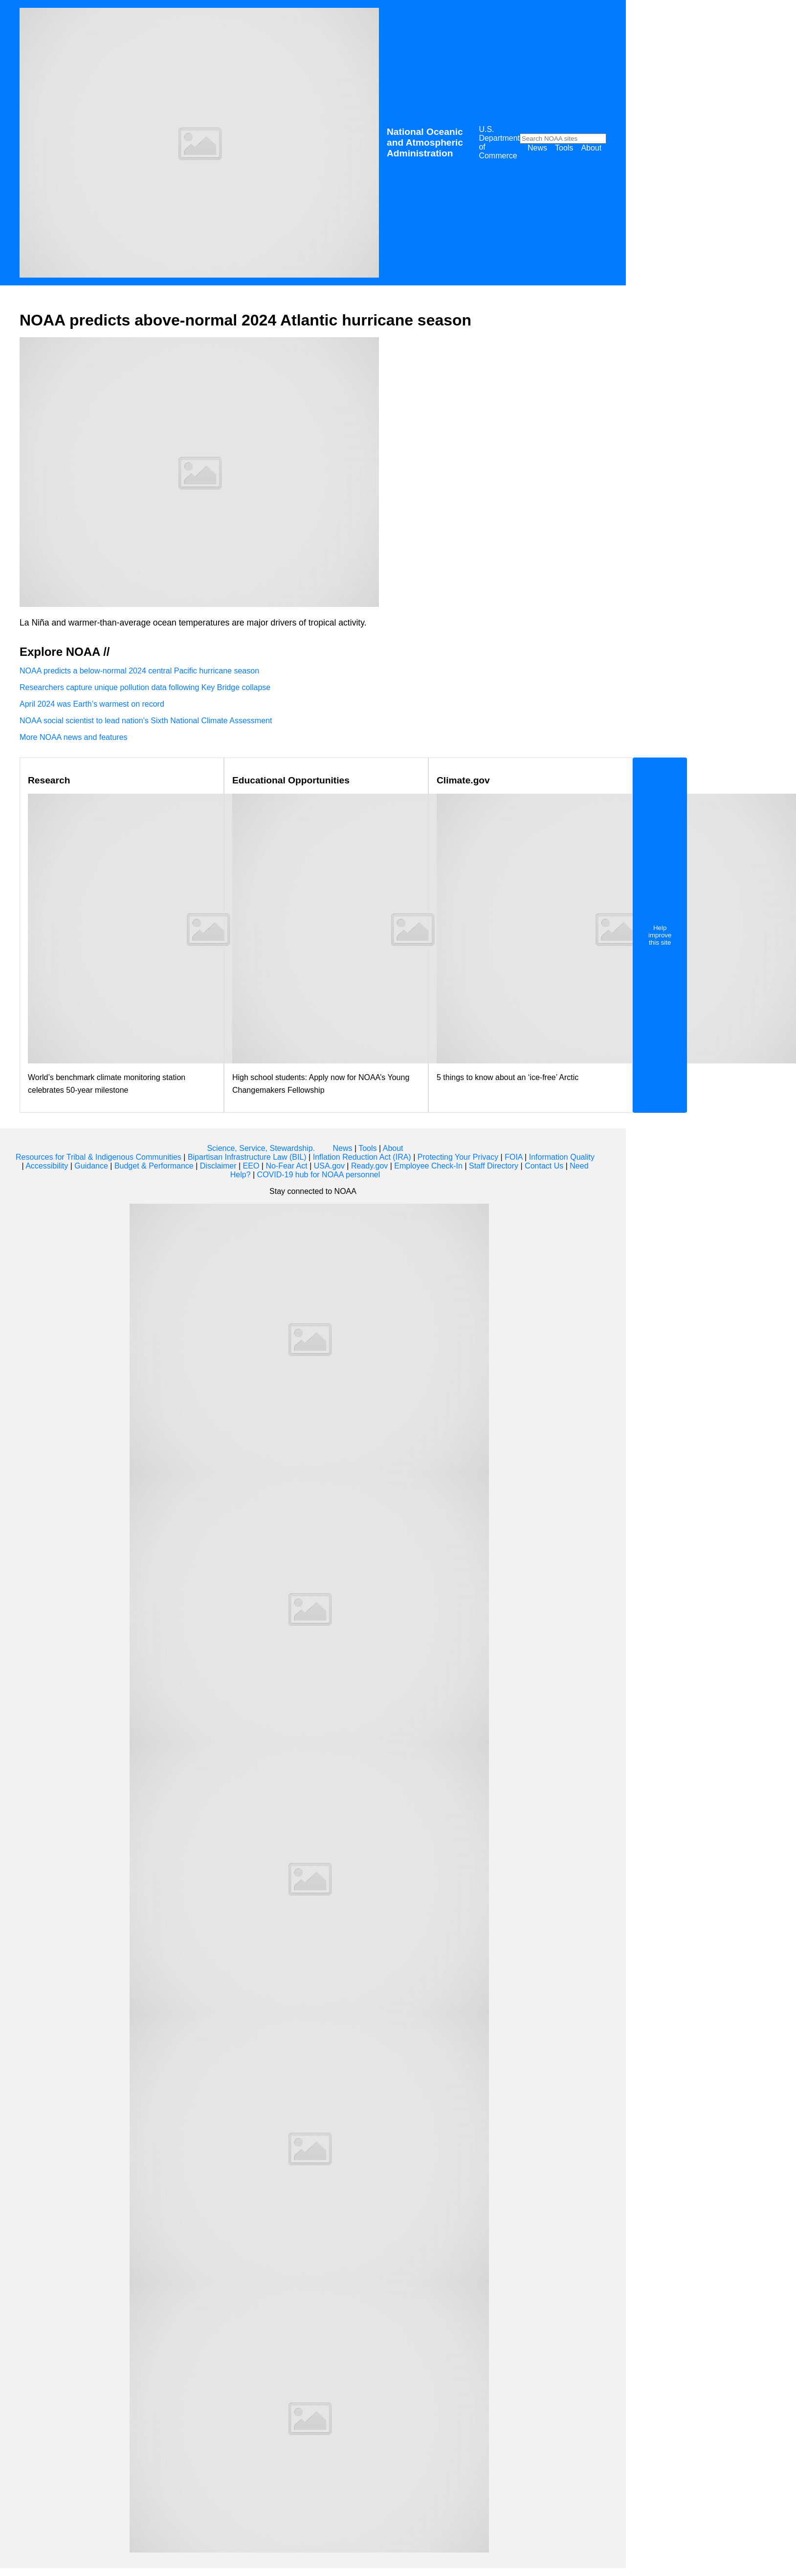 National Oceanic
and Atmospheric
Administration
U.S.
Department
of
Commerce
Search NOAA sites
News Tools About
NOAA predicts above-normal 2024 Atlantic hurricane season
La Niña and warmer-than-average ocean temperatures are major drivers of tropical activity.
Explore NOAA //
NOAA predicts a below-normal 2024 central Pacific hurricane season
Researchers capture unique pollution data following Key Bridge collapse
April 2024 was Earth's warmest on record
NOAA social scientist to lead nation's Sixth National Climate Assessment
More NOAA news and features
Research
World's benchmark climate monitoring station
celebrates 50-year milestone
Educational Opportunities
High school students: Apply now for NOAA's Young
Changemakers Fellowship
Climate.gov
5 things to know about an 'ice-free' Arctic
Help
improve
this site
Science, Service, Stewardship. News | Tools | About
Resources for Tribal & Indigenous Communities | Bipartisan Infrastructure Law (BIL) | Inflation Reduction Act (IRA) | Protecting Your Privacy | FOIA | Information Quality
| Accessibility | Guidance | Budget & Performance | Disclaimer | EEO | No-Fear Act | USA.gov | Ready.gov | Employee Check-In | Staff Directory | Contact Us | Need
Help? | COVID-19 hub for NOAA personnel
Stay connected to NOAA